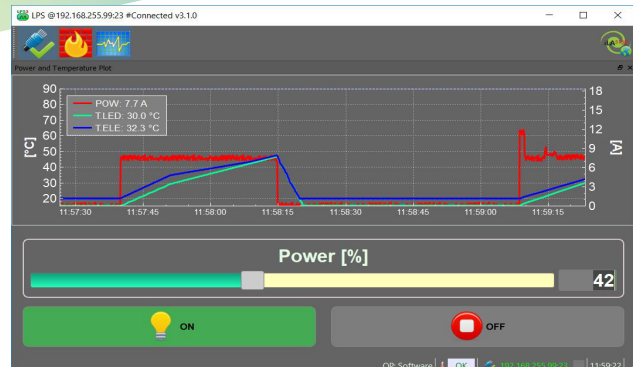 LPS @192.168.255.99:23 #Connected v3.1.0
Power and Temperature Plot
90
80
70
60
50
40
30
20
[°C]
POW: 7.7 A
T.LED: 30.0 °C
T.ELE: 32.3 °C
18
15
12
9
6
3
0
[A]
11:57:30 11:57:45 11:58:00 11:58:15 11:58:30 11:58:45 11:59:00 11:59:15
Power [%]
42
ON OFF
OP: Software OK 192.168.255.99:23 11:59:22